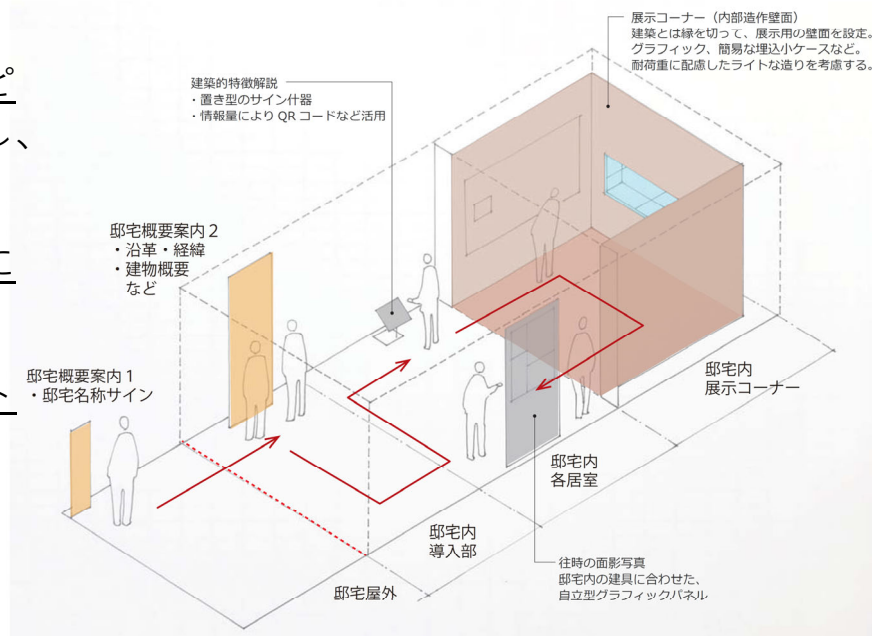 展示コーナー（内部造作壁面）
建築とは縁を切って、展示用の壁面を設定。
グラフィック、簡易な埋込小ケースなど。
耐荷重に配慮したライトな造りを考慮する。
建築的特徴解説
・置き型のサイン什器
・情報量により QR コードなど活用
邸宅概要案内２
・沿革・経緯
・建物概要
など
邸宅概要案内１
・邸宅名称サイン
邸宅内
展示コーナー
邸宅内
各居室
邸宅内
導入部
邸宅屋外
往時の面影写真
邸宅内の建具に合わせた、
自立型グラフィックパネル